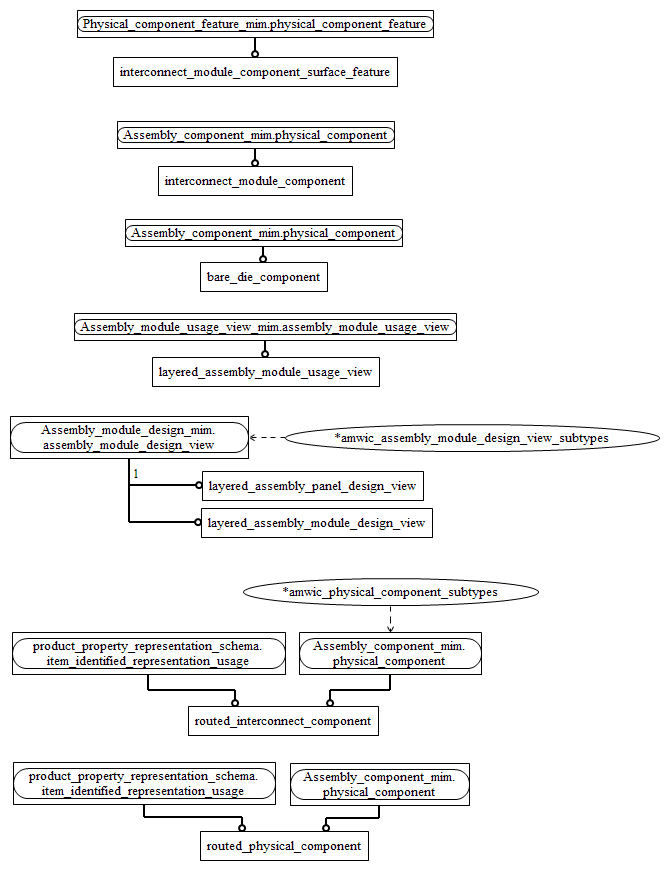 Physical_component_feature_mim.physical_component_feature
interconnect_module_component_surface_feature
Assembly_component_mim.physical_component
interconnect_module_component
Assembly_component_mim.physical_component
bare_die_component
Assembly_module_usage_view_mim.assembly_module_usage_view
layered_assembly_module_usage_view
Assembly_module_design_mim.
assembly_module_design_view
*amwic_assembly_module_design_view_subtypes
1
layered_assembly_panel_design_view
layered_assembly_module_design_view
*amwic_physical_component_subtypes
product_property_representation_schema.
item_identified_representation_usage
Assembly_component_mim.
physical_component
routed_interconnect_component
product_property_representation_schema.
item_identified_representation_usage
Assembly_component_mim.
physical_component
routed_physical_component